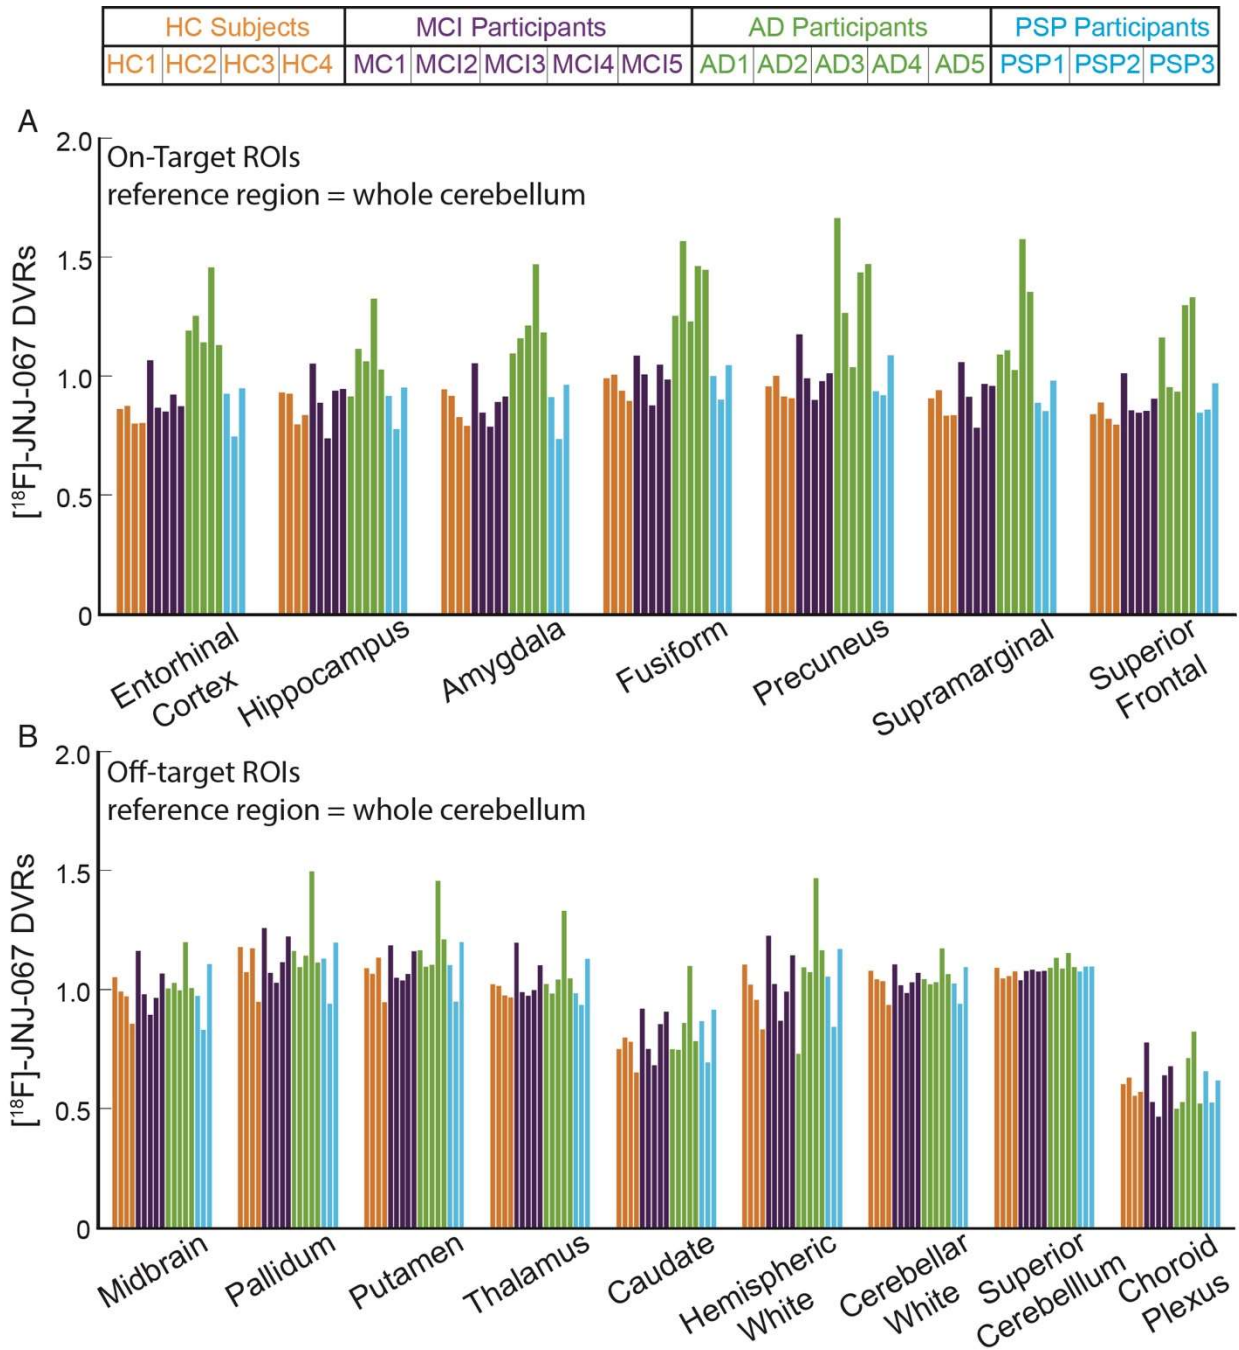 HC Subjects MCI Participants AD Participants PSP Participants
HC1 HC2 HC3 HC4 MC1 MCI2 MCI3 MCI4 MCI5 AD1 AD2 AD3 AD4 AD5 PSP1 PSP2 PSP3
A
2.0
On-Target ROIs
reference region = whole cerebellum
1.5
1.0
0.5
0
[¹⁸F]-JNJ-067 DVRs
Entorhinal
Cortex
Hippocampus
Amygdala
Fusiform
Precuneus
Supramarginal
Superior
Frontal
B
2.0
Off-target ROIs
reference region = whole cerebellum
1.5
1.0
0.5
0
[¹⁸F]-JNJ-067 DVRs
Midbrain
Pallidum
Putamen
Thalamus
Caudate
Hemispheric
White
Cerebellar
White
Superior
Cerebelllum
Choroid
Plexus